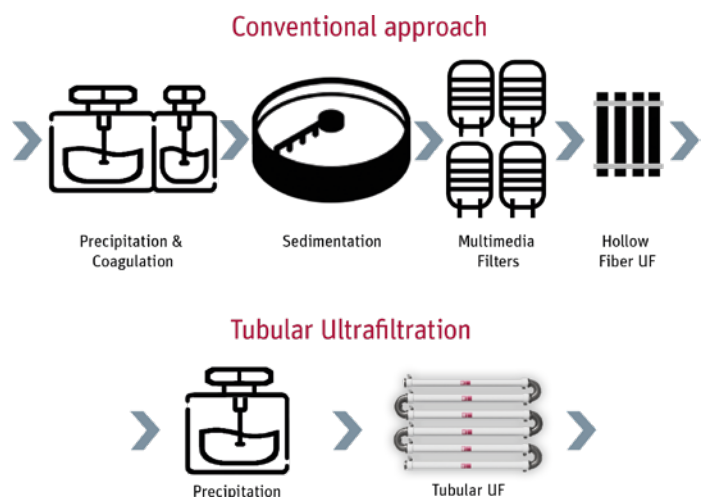 Conventional approach
Precipitation &
Coagulation
Sedimentation
Multimedia
Filters
Hollow
Fiber UF
Tubular Ultrafiltration
Precipitation
Tubular UF